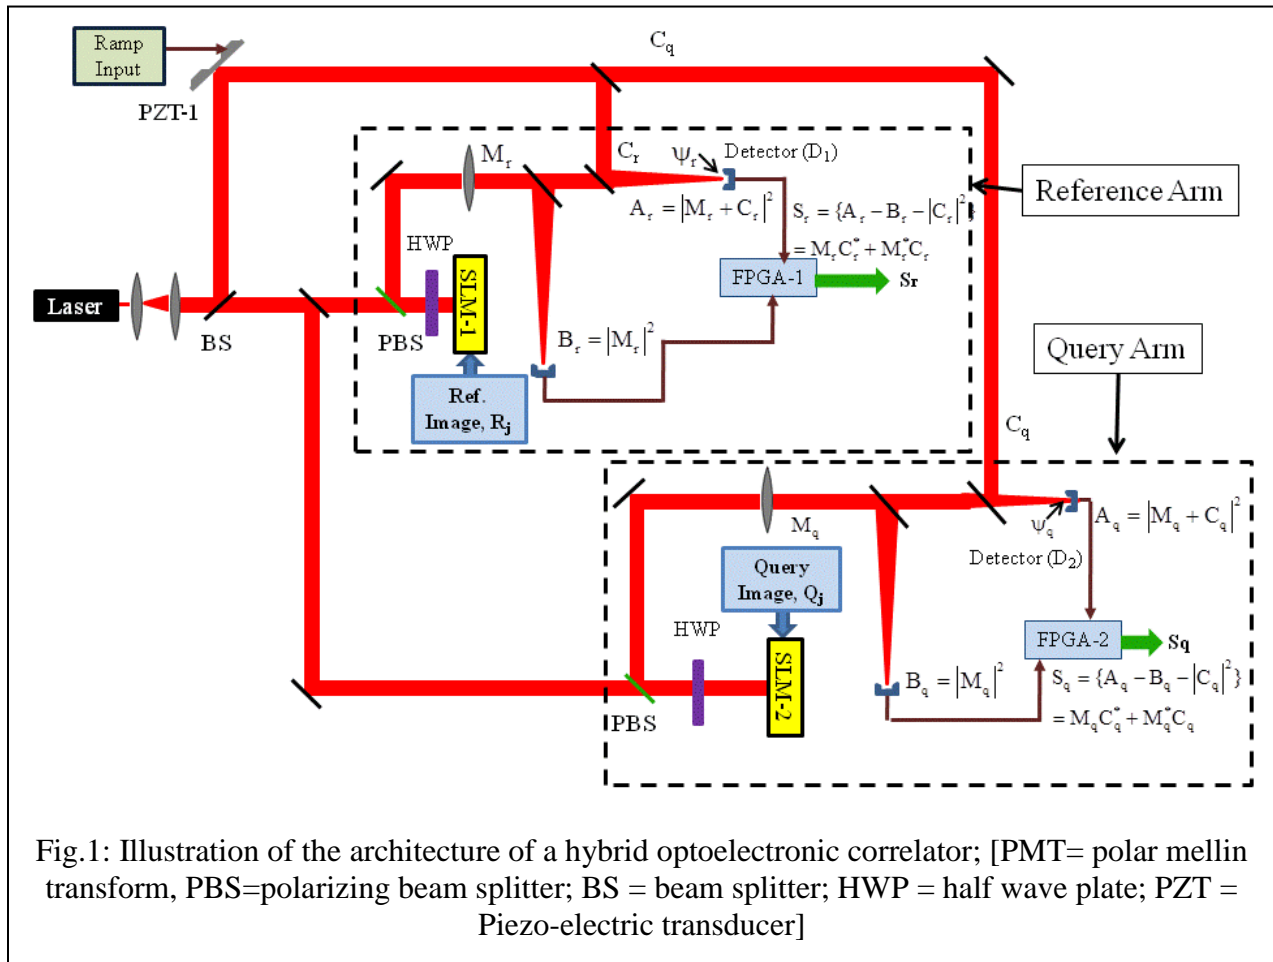 Ramp
Input
PZT-1
C_q
Laser
BS
PBS
HWP
SLM-1
Ref.
Image, R_j
M_r
C_r
ψ_r
Detector (D_1)
A_r = |M_r + C_r|^2
S_r = {A_r − B_r − |C_r|^2}
= M_r C_r^* + M_r^* C_r
FPGA-1
Sr
B_r = |M_r|^2
Reference Arm
Query Arm
C_q
M_q
Query
Image, Q_j
HWP
SLM-2
PBS
ψ_q
A_q = |M_q + C_q|^2
Detector (D_2)
FPGA-2
Sq
B_q = |M_q|^2
S_q = {A_q − B_q − |C_q|^2}
= M_q C_q^* + M_q^* C_q
Fig.1: Illustration of the architecture of a hybrid optoelectronic correlator; [PMT= polar mellin
transform, PBS=polarizing beam splitter; BS = beam splitter; HWP = half wave plate; PZT =
Piezo-electric transducer]